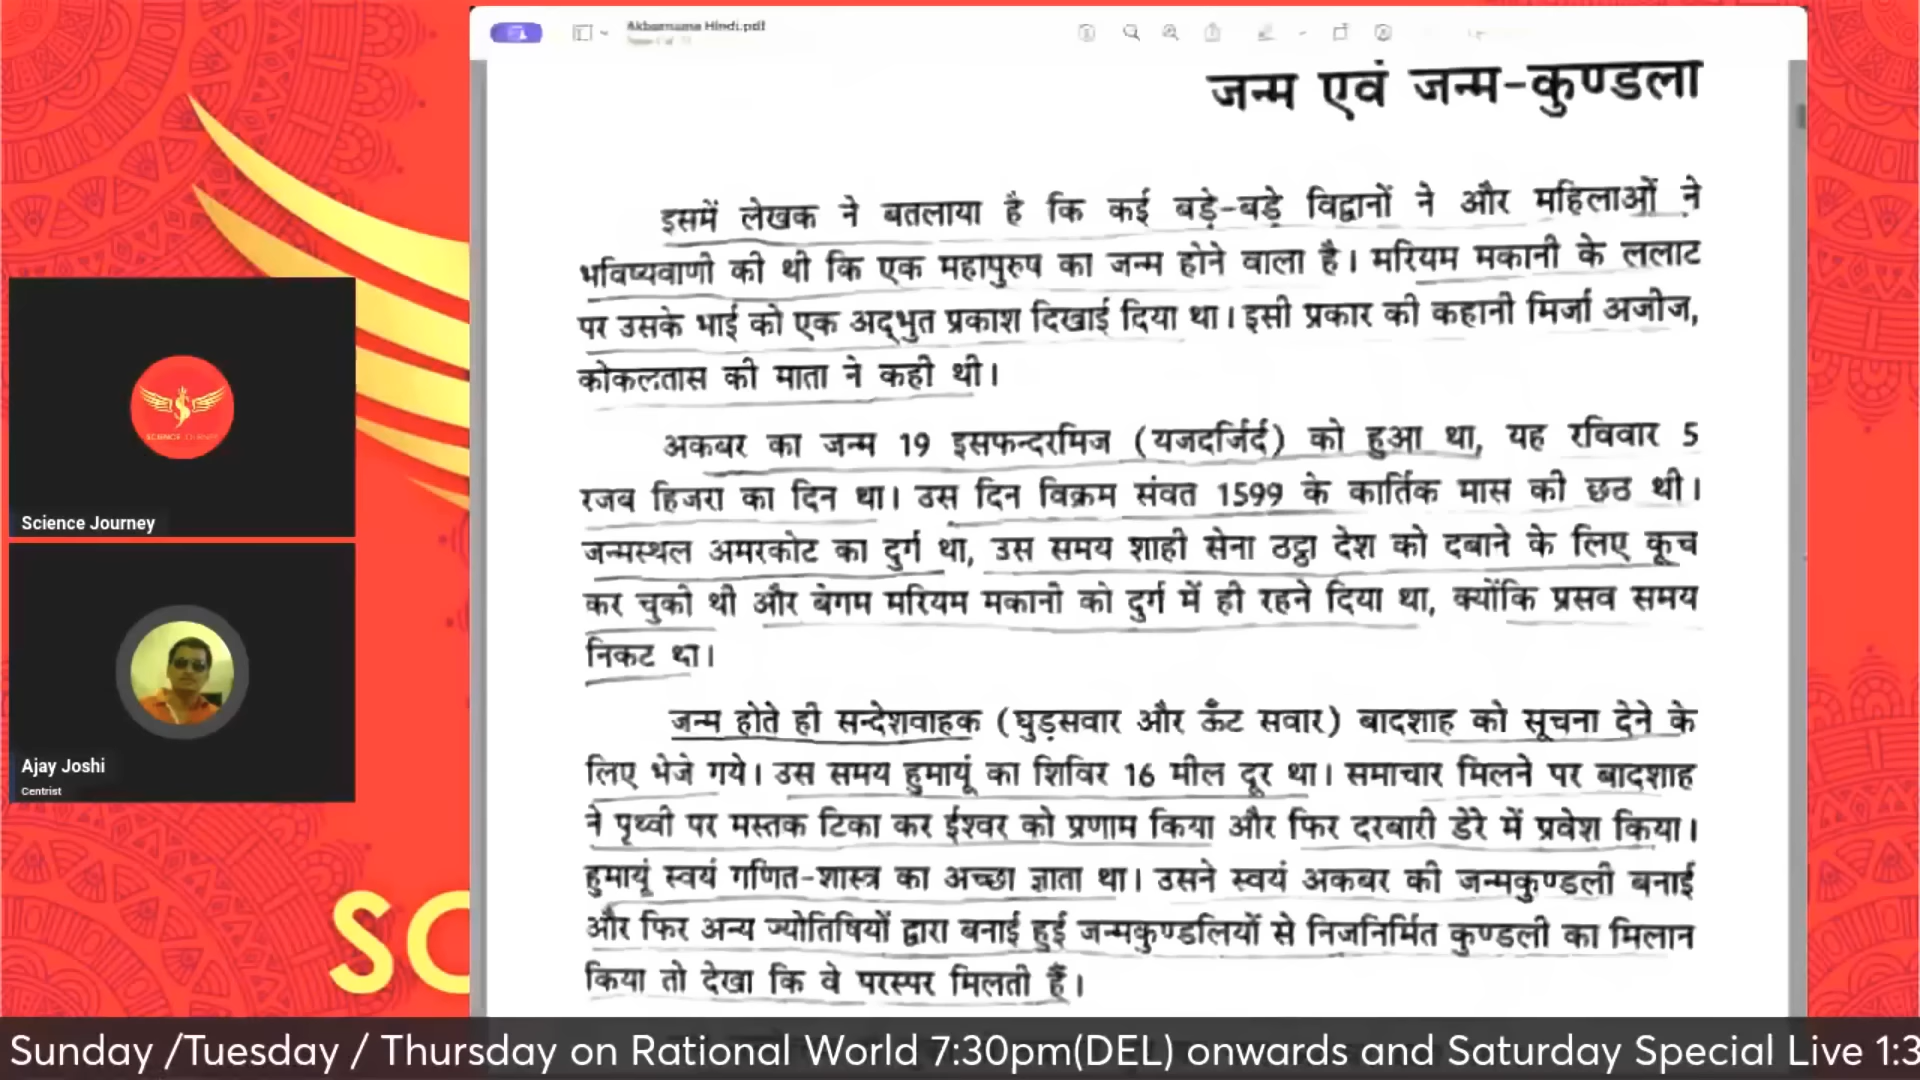 Akbarnama Hindi.pdf
जन्म एवं जन्म-कुण्डला
इसमें लेखक ने बतलाया है कि कई बड़े-बड़े विद्वानों ने और महिलाओं ने
भविष्यवाणी की थी कि एक महापुरुष का जन्म होने वाला है। मरियम मकानी के ललाट
पर उसके भाई को एक अद्भुत प्रकाश दिखाई दिया था। इसी प्रकार की कहानी मिर्जा अजीज,
कोकलतास की माता ने कही थी।
अकबर का जन्म 19 इसफन्दरमिज (यजदर्जिर्द) को हुआ था, यह रविवार 5
रजब हिजरा का दिन था। उस दिन विक्रम संवत 1599 के कार्तिक मास की छठ थी।
जन्मस्थल अमरकोट का दुर्ग था, उस समय शाही सेना ठट्ठा देश को दबाने के लिए कूच
कर चुकी थी और बेगम मरियम मकानी को दुर्ग में ही रहने दिया था, क्योंकि प्रसव समय
निकट था।
जन्म होते ही सन्देशवाहक (घुड़सवार और ऊँट सवार) बादशाह को सूचना देने के
लिए भेजे गये। उस समय हुमायूं का शिविर 16 मील दूर था। समाचार मिलने पर बादशाह
ने पृथ्वी पर मस्तक टिका कर ईश्वर को प्रणाम किया और फिर दरबारी डेरे में प्रवेश किया।
हुमायूं स्वयं गणित-शास्त्र का अच्छा ज्ञाता था। उसने स्वयं अकबर की जन्मकुण्डली बनाई
और फिर अन्य ज्योतिषियों द्वारा बनाई हुई जन्मकुण्डलियों से निजनिर्मित कुण्डली का मिलान
किया तो देखा कि वे परस्पर मिलती हैं।
SCIENCE JOURNEY
Science Journey
Ajay Joshi
Centrist
SC
Sunday /Tuesday / Thursday on Rational World 7:30pm(DEL) onwards and Saturday Special Live 1:3